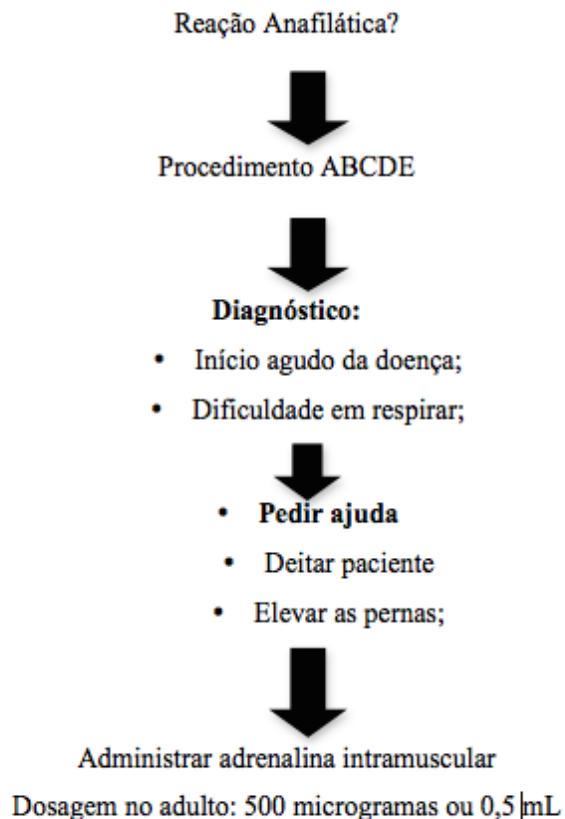 Reação Anafilática?
Procedimento ABCDE
Diagnóstico:
• Início agudo da doença;
• Dificuldade em respirar;
• Pedir ajuda
• Deitar paciente
• Elevar as pernas;
Administrar adrenalina intramuscular
Dosagem no adulto: 500 microgramas ou 0,5 mL